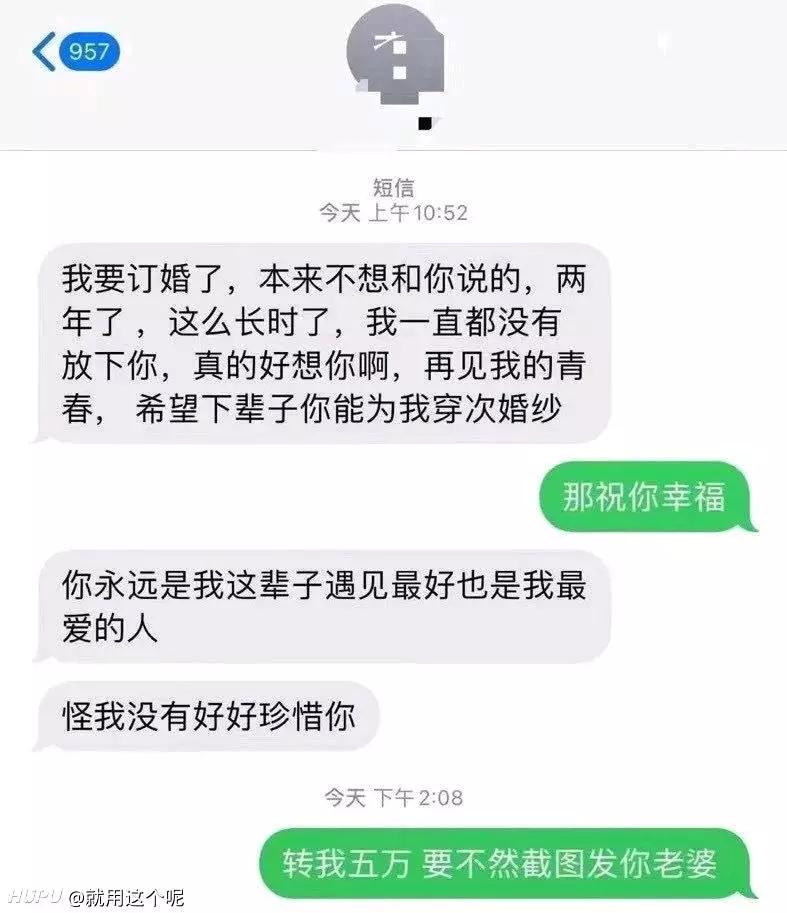 957
短信
今天 上午10:52
我要订婚了，本来不想和你说的，两
年了 ，这么长时了，我一直都没有
放下你，真的好想你啊，再见我的青
春， 希望下辈子你能为我穿次婚纱
那祝你幸福
你永远是我这辈子遇见最好也是我最
爱的人
怪我没有好好珍惜你
今天 下午2:08
转我五万 要不然截图发你老婆
HUPU @就用这个呢